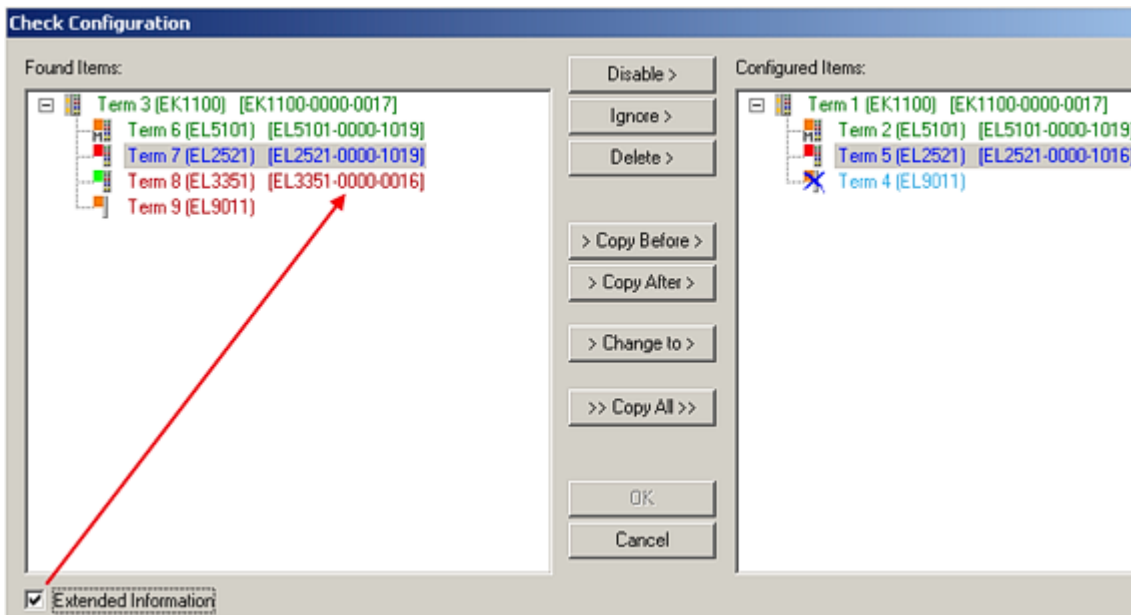 Check Configuration
Found Items:
Term 3 (EK1100) [EK1100-0000-0017]
Term 6 (EL5101) [EL5101-0000-1019]
Term 7 (EL2521) [EL2521-0000-1019]
Term 8 (EL3351) [EL3351-0000-0016]
Term 9 (EL9011)
Disable >
Ignore >
Delete >
> Copy Before >
> Copy After >
> Change to >
>> Copy All >>
OK
Cancel
Configured Items:
Term 1 (EK1100) [EK1100-0000-0017]
Term 2 (EL5101) [EL5101-0000-1019]
Term 5 (EL2521) [EL2521-0000-1016
Term 4 (EL9011)
Extended Information